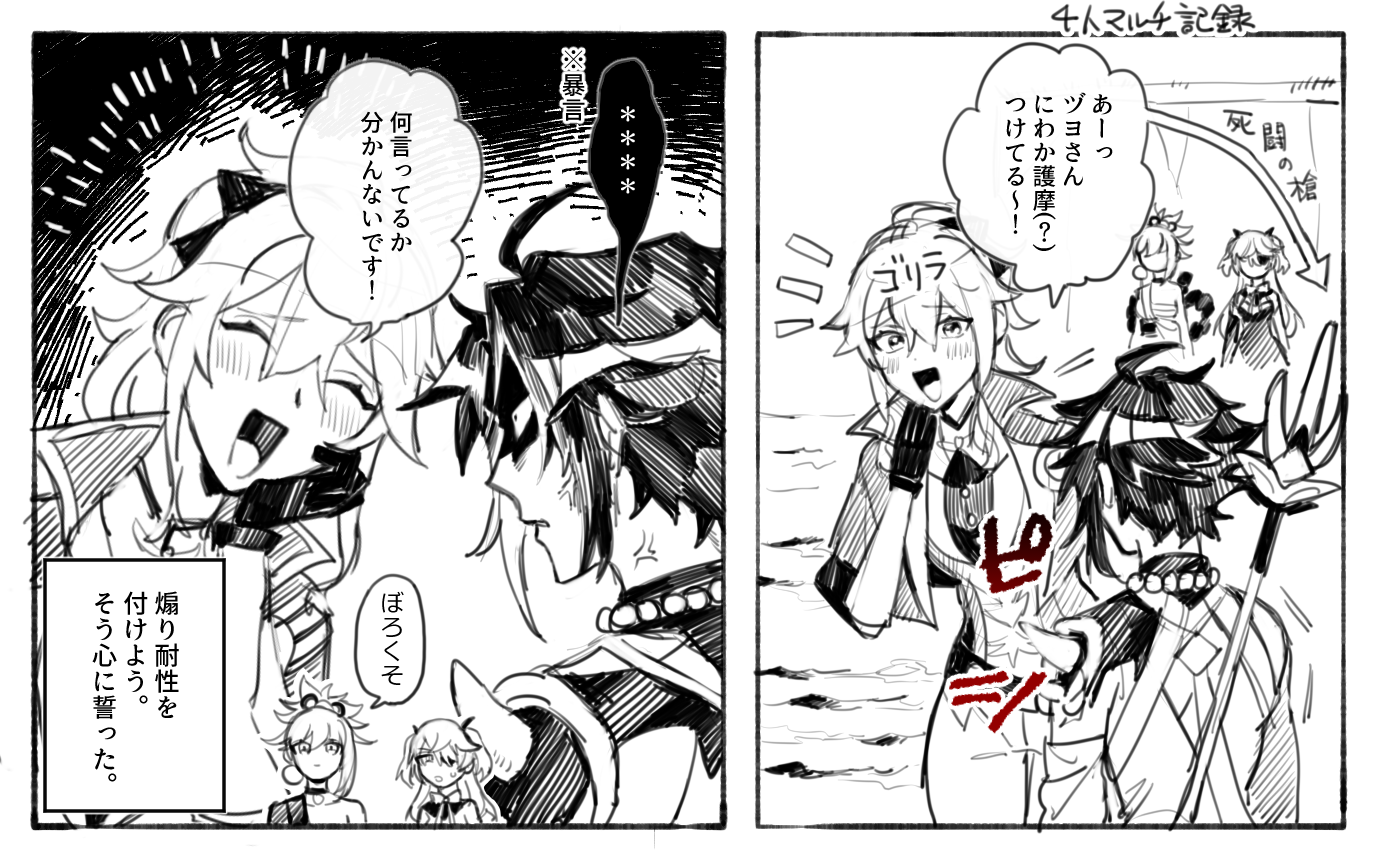 4人マルチ記録
あーっ
ヅヨさん
にわか護摩(?)
つけてる〜!
死闘の槍
ゴリラ
ピ
シ
****
※暴言
何言ってるか
分かんないです!
ぼろくそ
煽り耐性を
付けよう。
そう心に誓った。